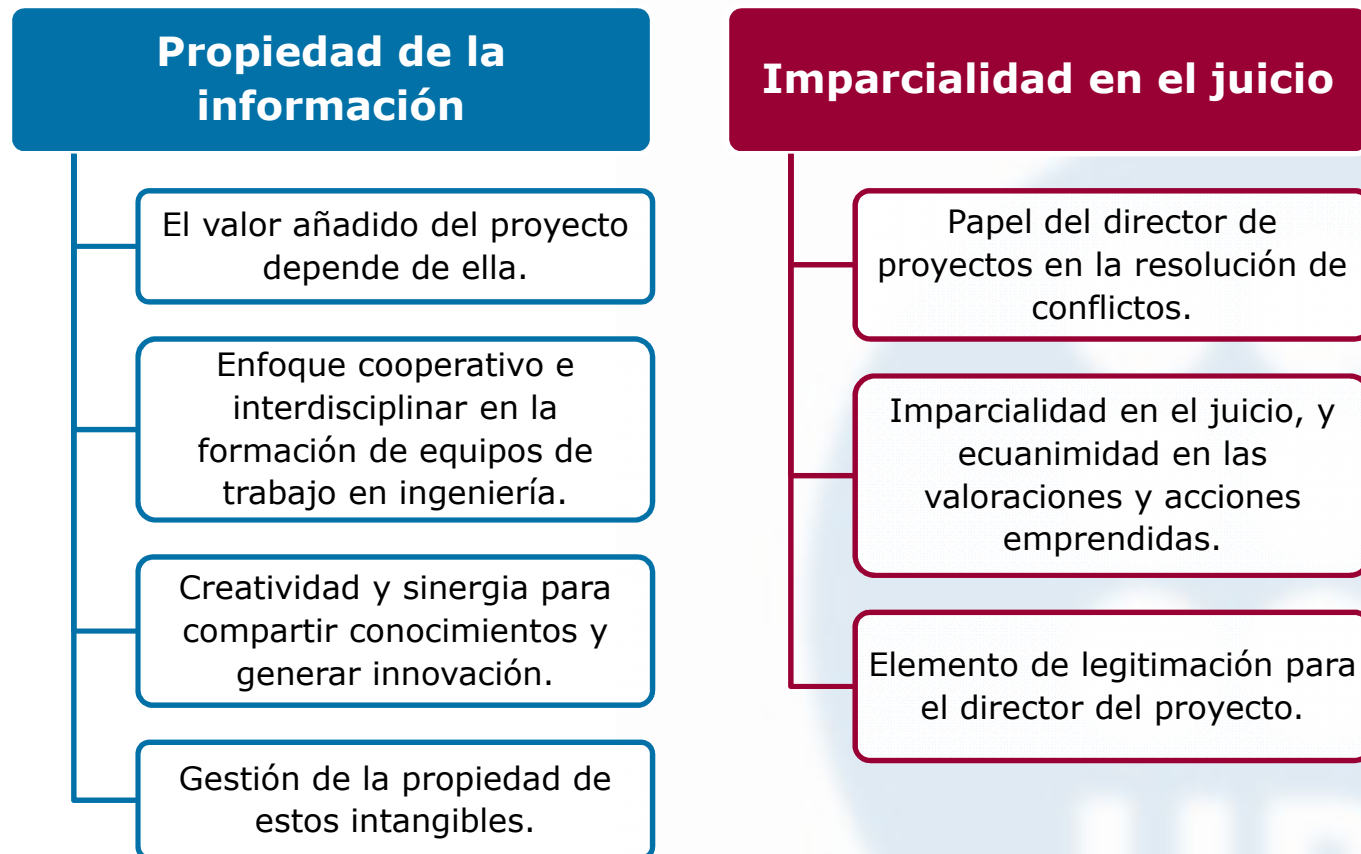 Propiedad de la
información
El valor añadido del proyecto
depende de ella.
Enfoque cooperativo e
interdisciplinar en la
formación de equipos de
trabajo en ingeniería.
Creatividad y sinergia para
compartir conocimientos y
generar innovación.
Gestión de la propiedad de
estos intangibles.
Imparcialidad en el juicio
Papel del director de
proyectos en la resolución de
conflictos.
Imparcialidad en el juicio, y
ecuanimidad en las
valoraciones y acciones
emprendidas.
Elemento de legitimación para
el director del proyecto.